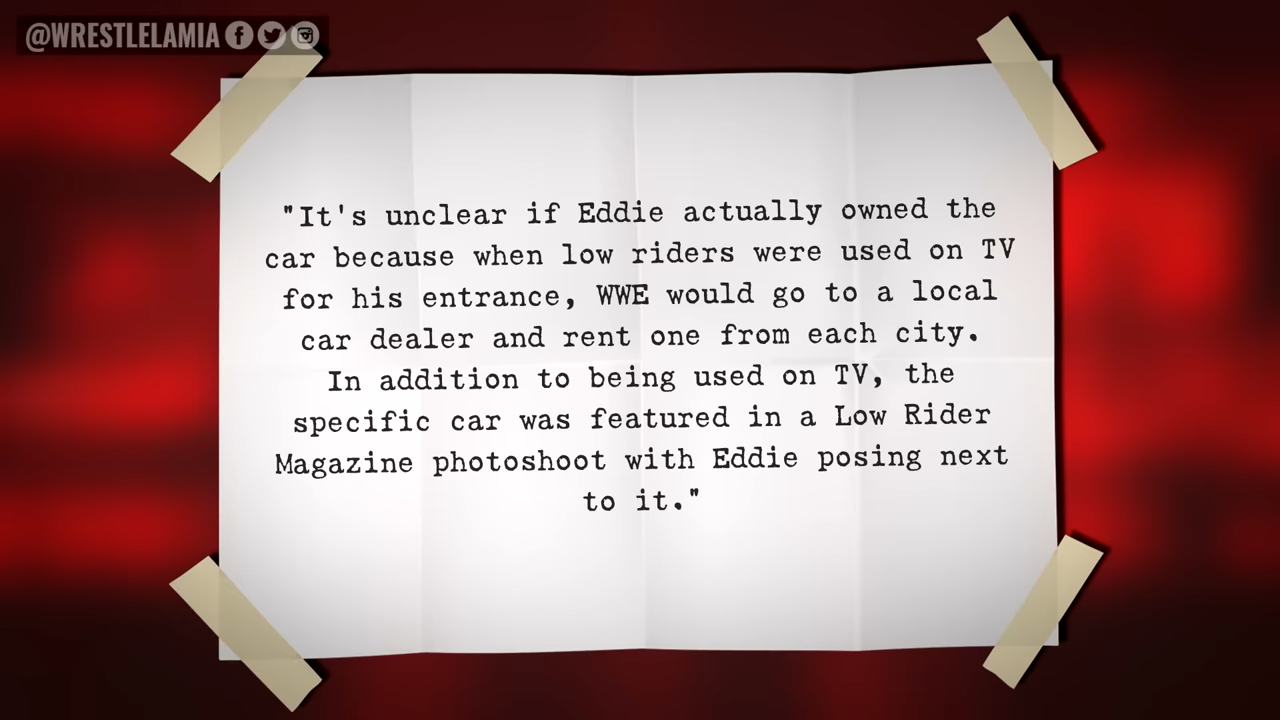 @WRESTLELAMIA
"It's unclear if Eddie actually owned the
car because when low riders were used on TV
for his entrance, WWE would go to a local
car dealer and rent one from each city.
In addition to being used on TV, the
specific car was featured in a Low Rider
Magazine photoshoot with Eddie posing next
to it."